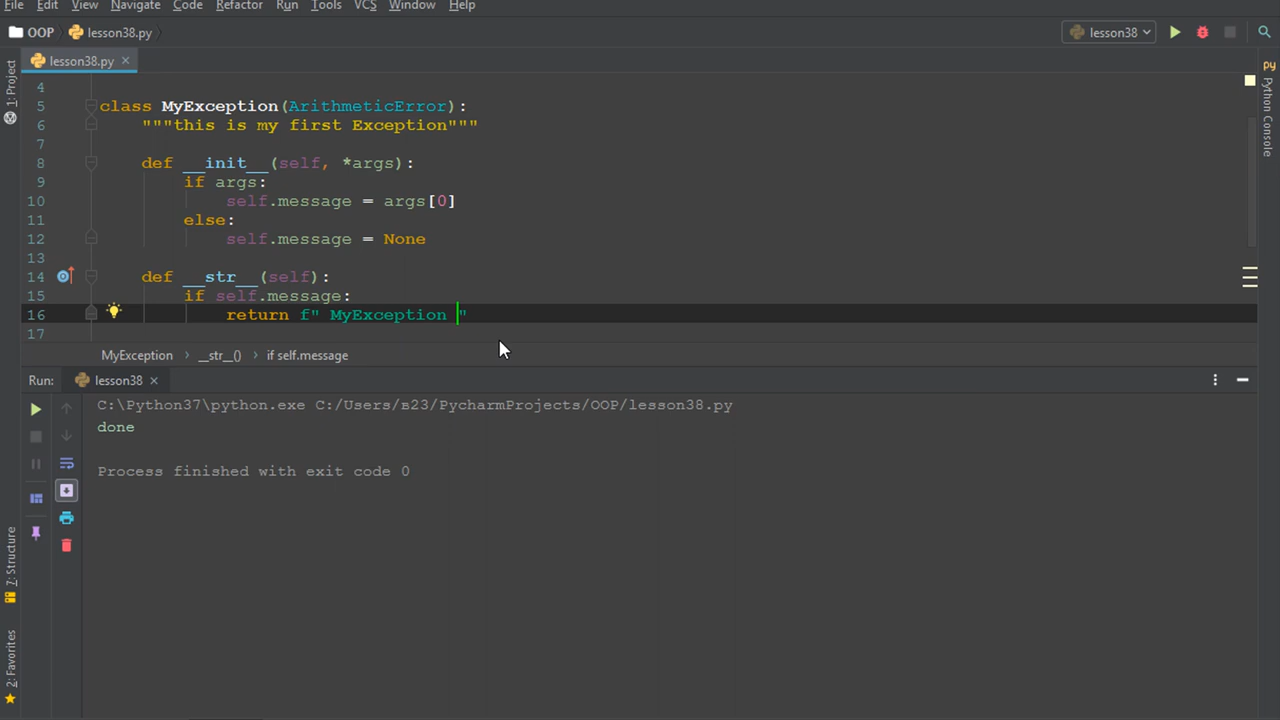 File Edit View Navigate Code Refactor Run Tools VCS Window Help
OOP lesson38.py lesson38
lesson38.py
1: Project
py
Python Console
4
5 class MyException(ArithmeticError):
6 """this is my first Exception"""
7
8 def __init__(self, *args):
9 if args:
10 self.message = args[0]
11 else:
12 self.message = None
13
14 def __str__(self):
15 if self.message:
16 return f" MyException "
17
MyException › __str__() › if self.message
Run: lesson38
C:\Python37\python.exe C:/Users/в23/PycharmProjects/OOP/lesson38.py
done
Process finished with exit code 0
7: Structure
2: Favorites